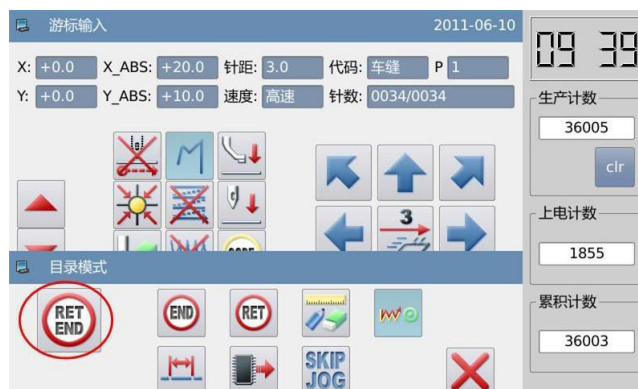 游标输入 2011-06-10
X: +0.0 X_ABS: +20.0 针距: 3.0 代码: 车缝 P 1
Y: +0.0 Y_ABS: +10.0 速度: 高速 针数: 0034/0034
09 39
生产计数
36005
clr
3
上电计数
1855
目录模式
RET
END
END
RET
累积计数
36003
SKIP
JOG